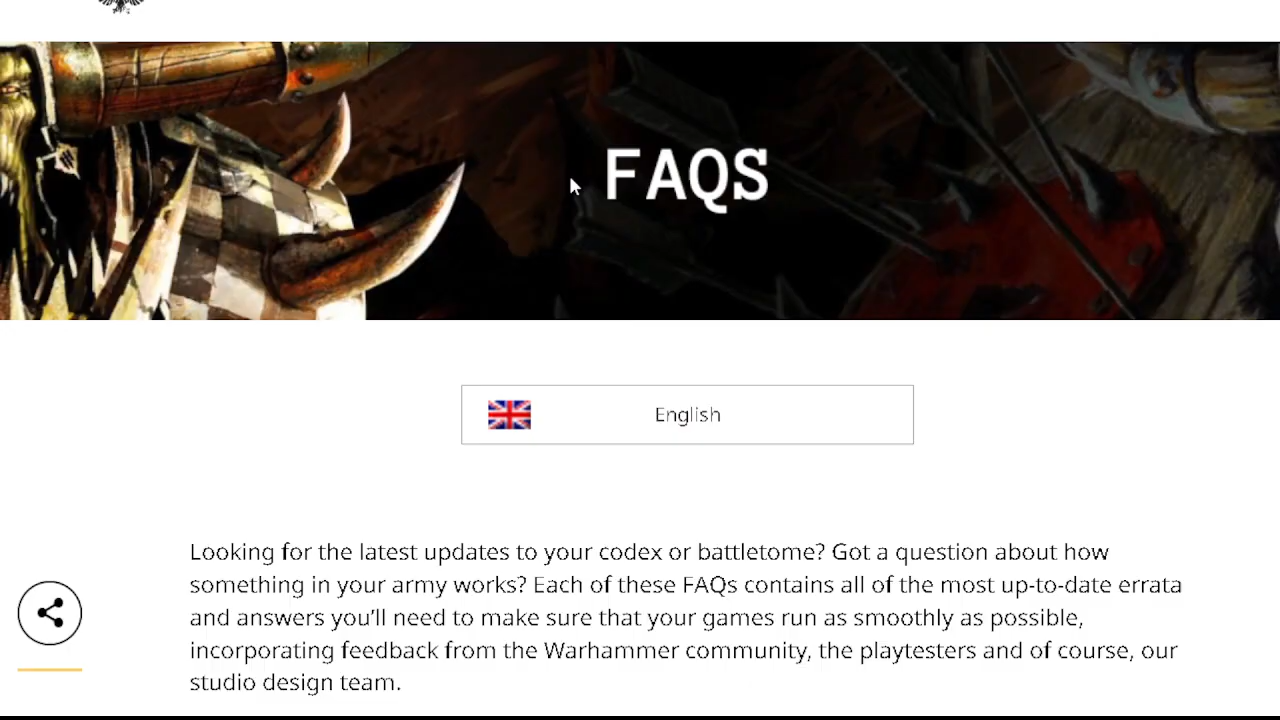 FAQS
English
Looking for the latest updates to your codex or battletome? Got a question about how
something in your army works? Each of these FAQs contains all of the most up-to-date errata
and answers you’ll need to make sure that your games run as smoothly as possible,
incorporating feedback from the Warhammer community, the playtesters and of course, our
studio design team.